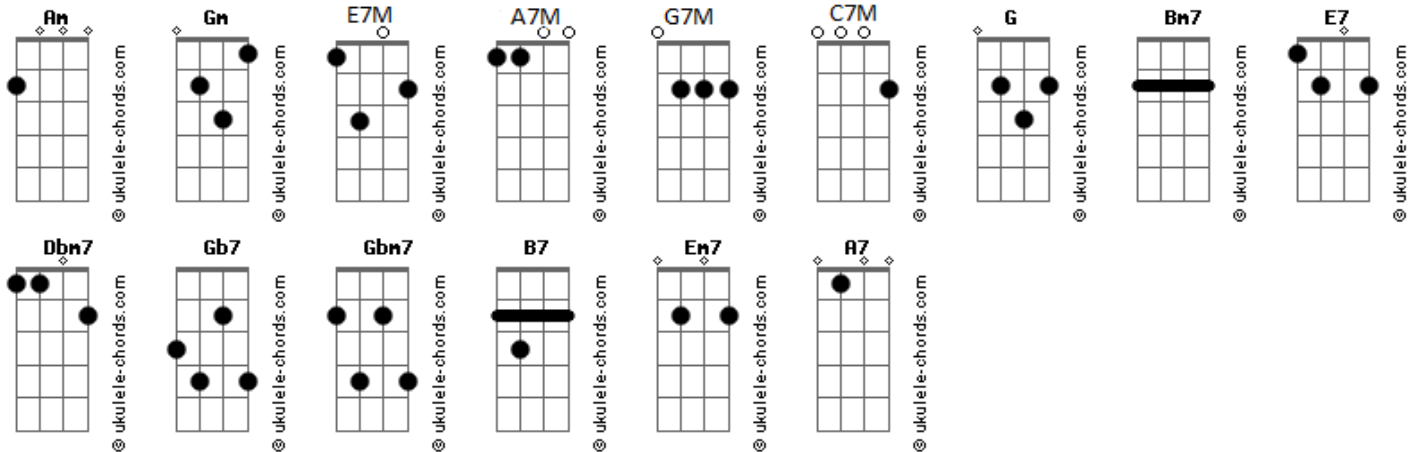 Am Gm E7M A7M G7M C7M G Bm7 E7
© ukulele-chords.com © ukulele-chords.com © ukulele-chords.com © ukulele-chords.com © ukulele-chords.com © ukulele-chords.com © ukulele-chords.com © ukulele-chords.com © ukulele-chords.com
Dbm7 Gb7 Gbm7 B7 Em7 A7
© ukulele-chords.com © ukulele-chords.com © ukulele-chords.com © ukulele-chords.com © ukulele-chords.com © ukulele-chords.com